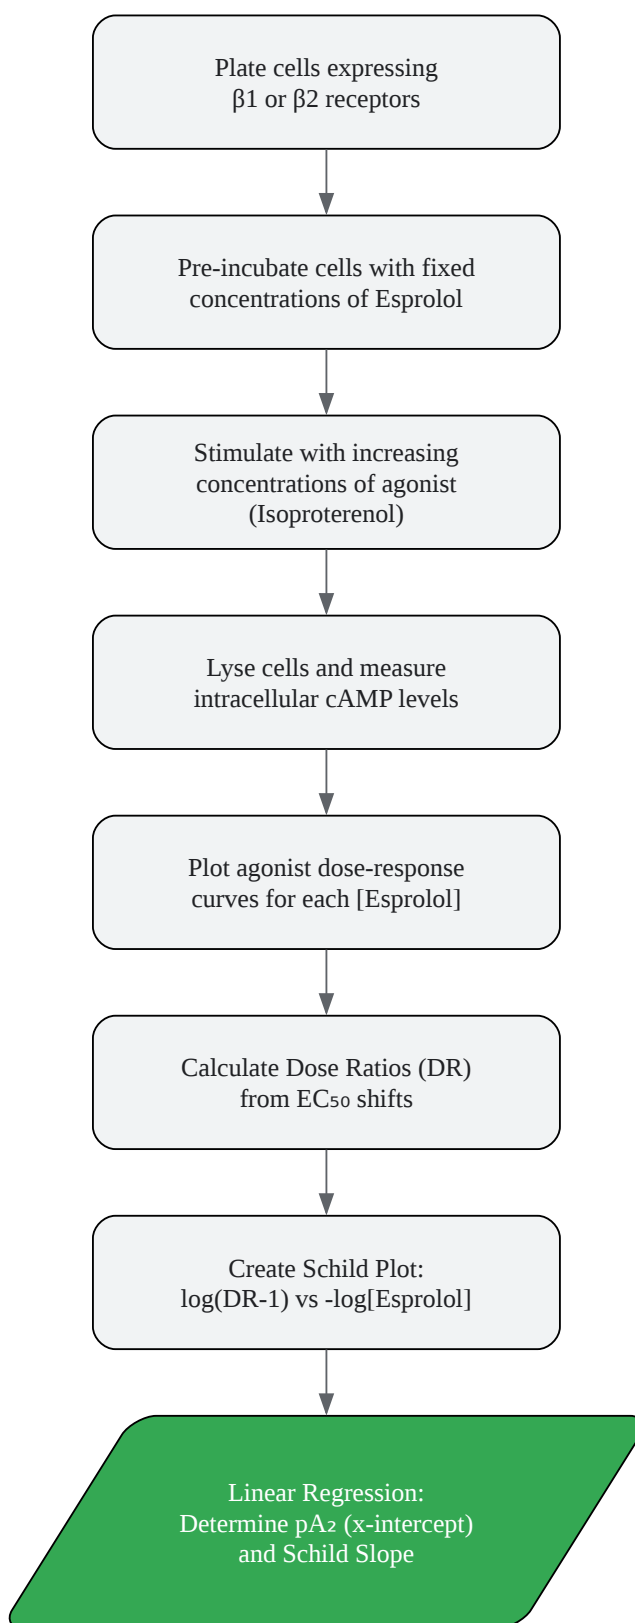 Plate cells expressing
β1 or β2 receptors
Pre-incubate cells with fixed
concentrations of Esprolol
Stimulate with increasing
concentrations of agonist
(Isoproterenol)
Lyse cells and measure
intracellular cAMP levels
Plot agonist dose-response
curves for each [Esprolol]
Calculate Dose Ratios (DR)
from EC₅₀ shifts
Create Schild Plot:
log(DR-1) vs -log[Esprolol]
Linear Regression:
Determine pA₂ (x-intercept)
and Schild Slope